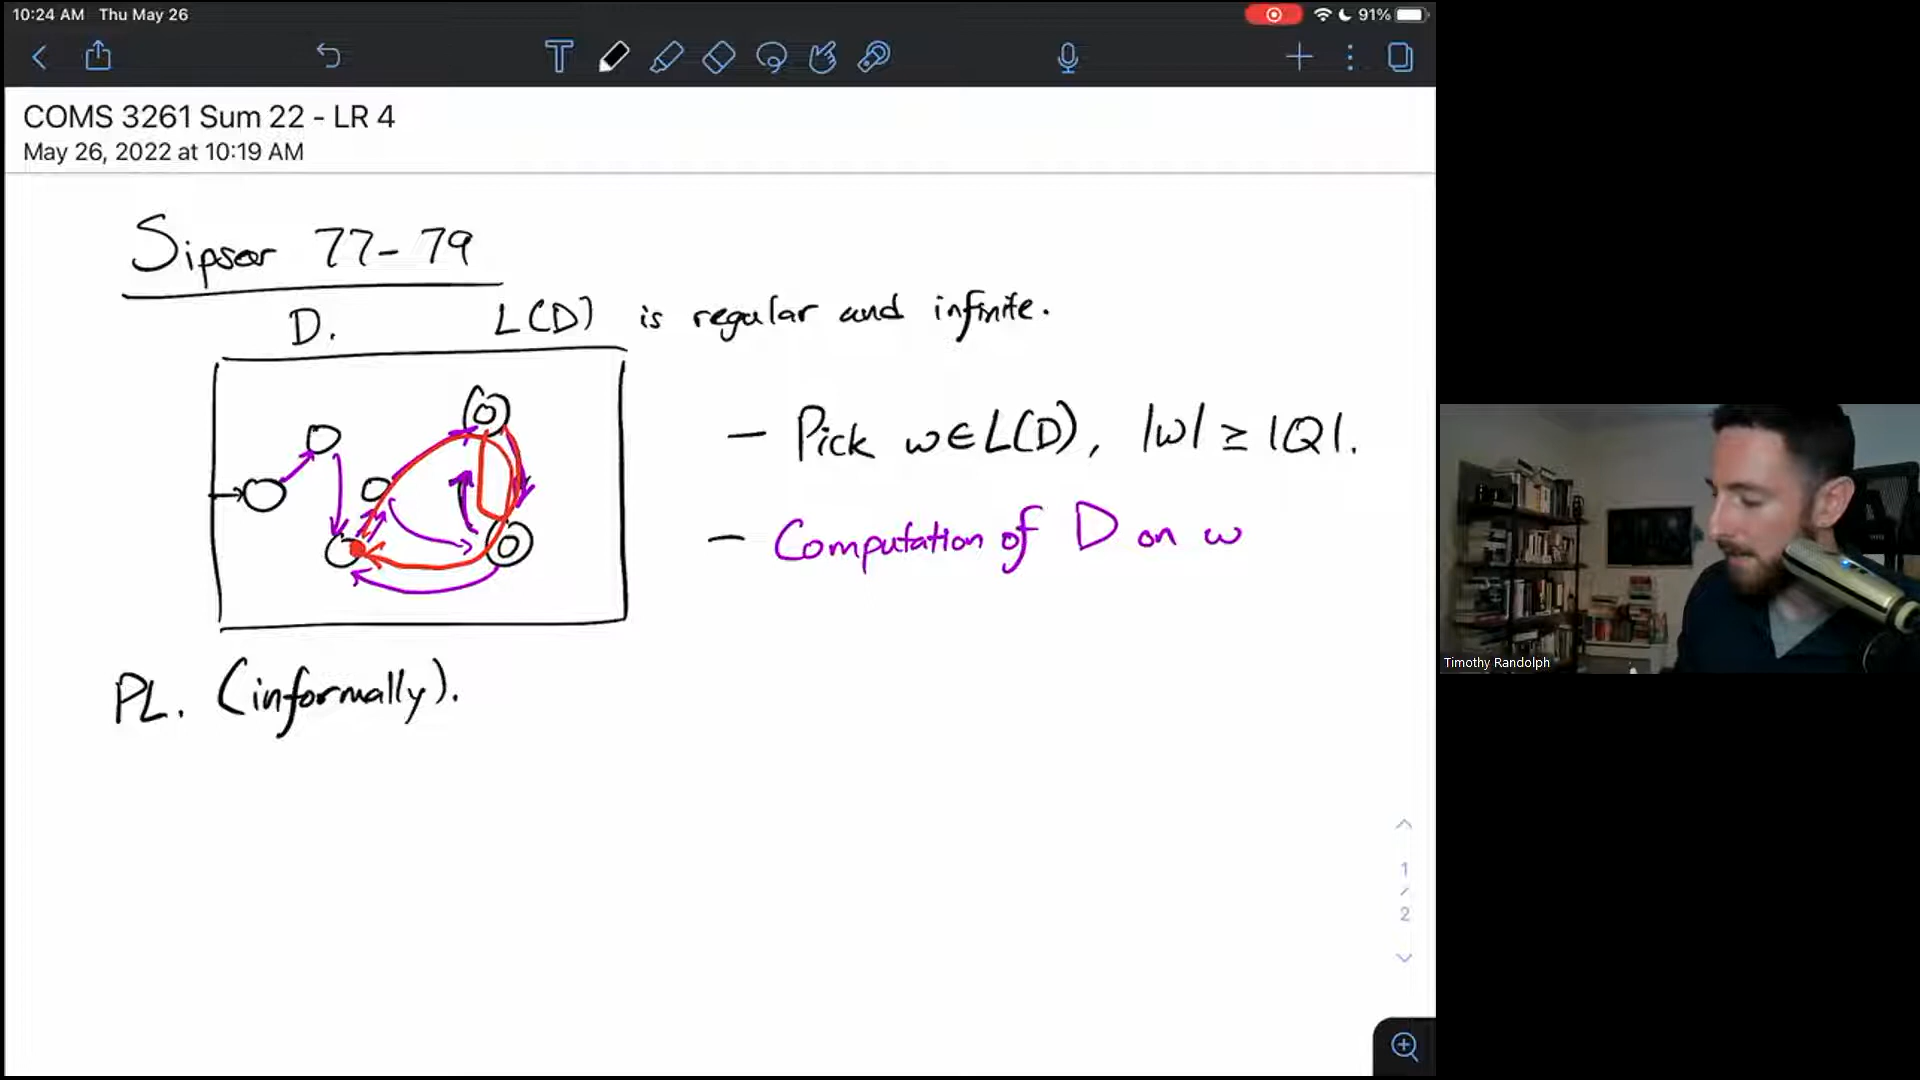 10:24 AM Thu May 26
91%
COMS 3261 Sum 22 - LR 4
May 26, 2022 at 10:19 AM
Sipser 77-79
D. L(D) is regular and infinite.
- Pick w∈L(D), |w| ≥ |Q|.
- Computation of D on w
PL. (informally).
Timothy Randolph
1
/
2